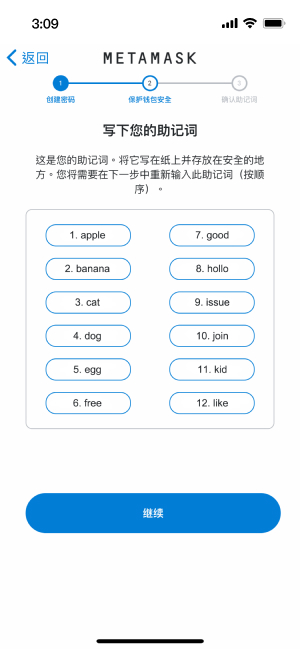 3:09
返回
METAMASK
1 2 3
创建密码 保护钱包安全 确认助记词
写下您的助记词
这是您的助记词。将它写在纸上并存放在安全的地
方。您将需要在下一步中重新输入此助记词（按顺
序）。
1. apple
2. banana
3. cat
4. dog
5. egg
6. free
7. good
8. hollo
9. issue
10. join
11. kid
12. like
继续